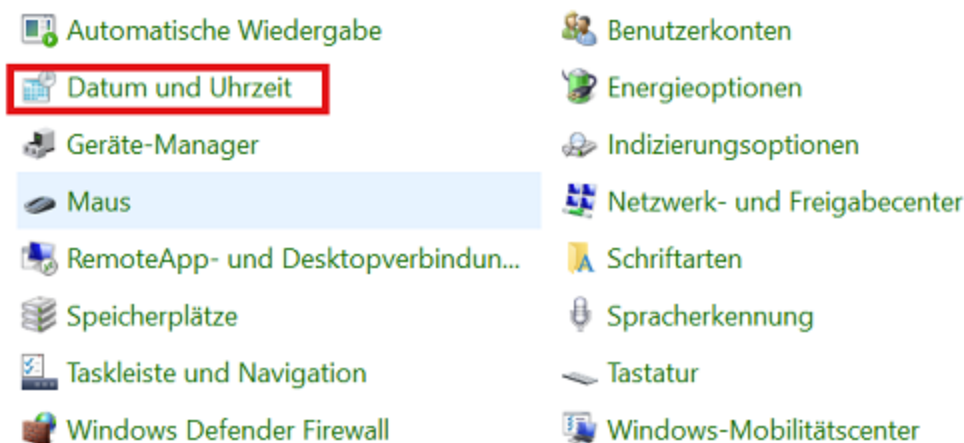 Automatische Wiedergabe
Benutzerkonten
Datum und Uhrzeit
Energieoptionen
Geräte-Manager
Indizierungsoptionen
Maus
Netzwerk- und Freigabecenter
RemoteApp- und Desktopverbindun...
Schriftarten
Speicherplätze
Spracherkennung
Taskleiste und Navigation
Tastatur
Windows Defender Firewall
Windows-Mobilitätscenter